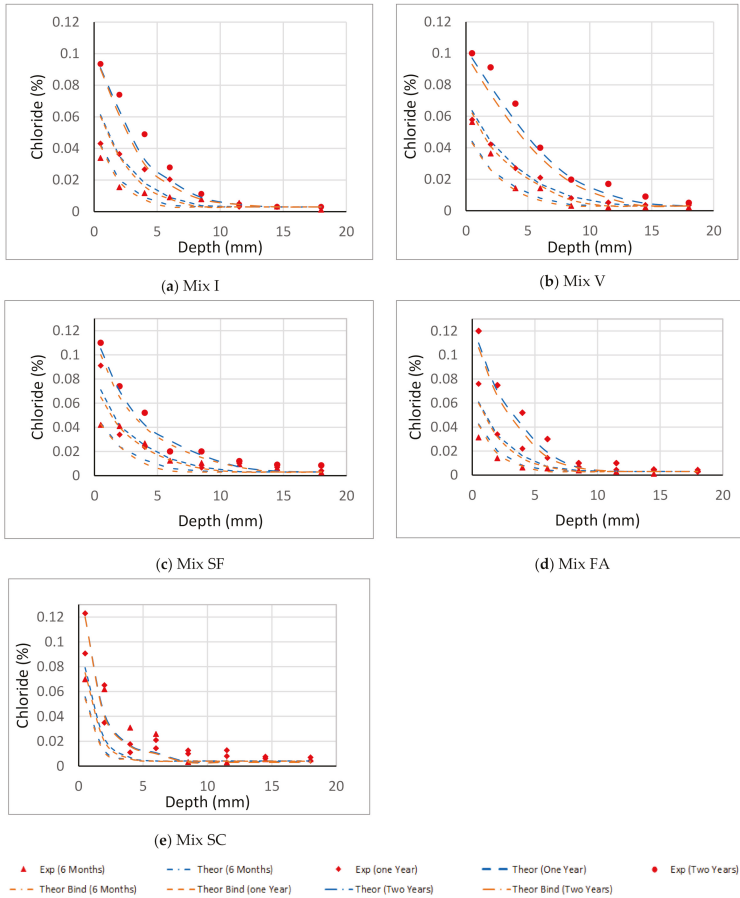 0.12
0.1
0.08
0.06
0.04
0.02
0
Chloride (%)
0 5 10 15 20
Depth (mm)
(a) Mix I
0.12
0.1
0.08
0.06
0.04
0.02
0
Chloride (%)
0 5 10 15 20
Depth (mm)
(b) Mix V
0.12
0.1
0.08
0.06
0.04
0.02
0
Chloride (%)
0 5 10 15 20
Depth (mm)
(c) Mix SF
0.12
0.1
0.08
0.06
0.04
0.02
0
Chloride (%)
0 5 10 15 20
Depth (mm)
(d) Mix FA
0.12
0.1
0.08
0.06
0.04
0.02
0
Chloride (%)
0 5 10 15 20
Depth (mm)
(e) Mix SC
Exp (6 Months) Theor (6 Months) Exp (one Year) Theor (One Year) Exp (Two Years)
Theor Bind (6 Months) Theor Bind (one Year) Theor (Two Years) Theor Bind (Two Years)